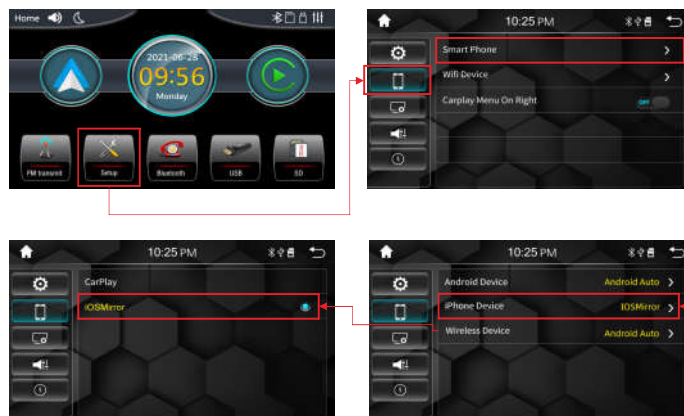 Home
2021-06-28
09:56
Monday
FM transmit
Setup
Bluetooth
USB
SD
10:25 PM
Smart Phone
Wifi Device
Carplay Menu On Right
OFF
10:25 PM
CarPlay
iOSMirror
10:25 PM
Android Device Android Auto
iPhone Device IOSMirror
Wireless Device Android Auto